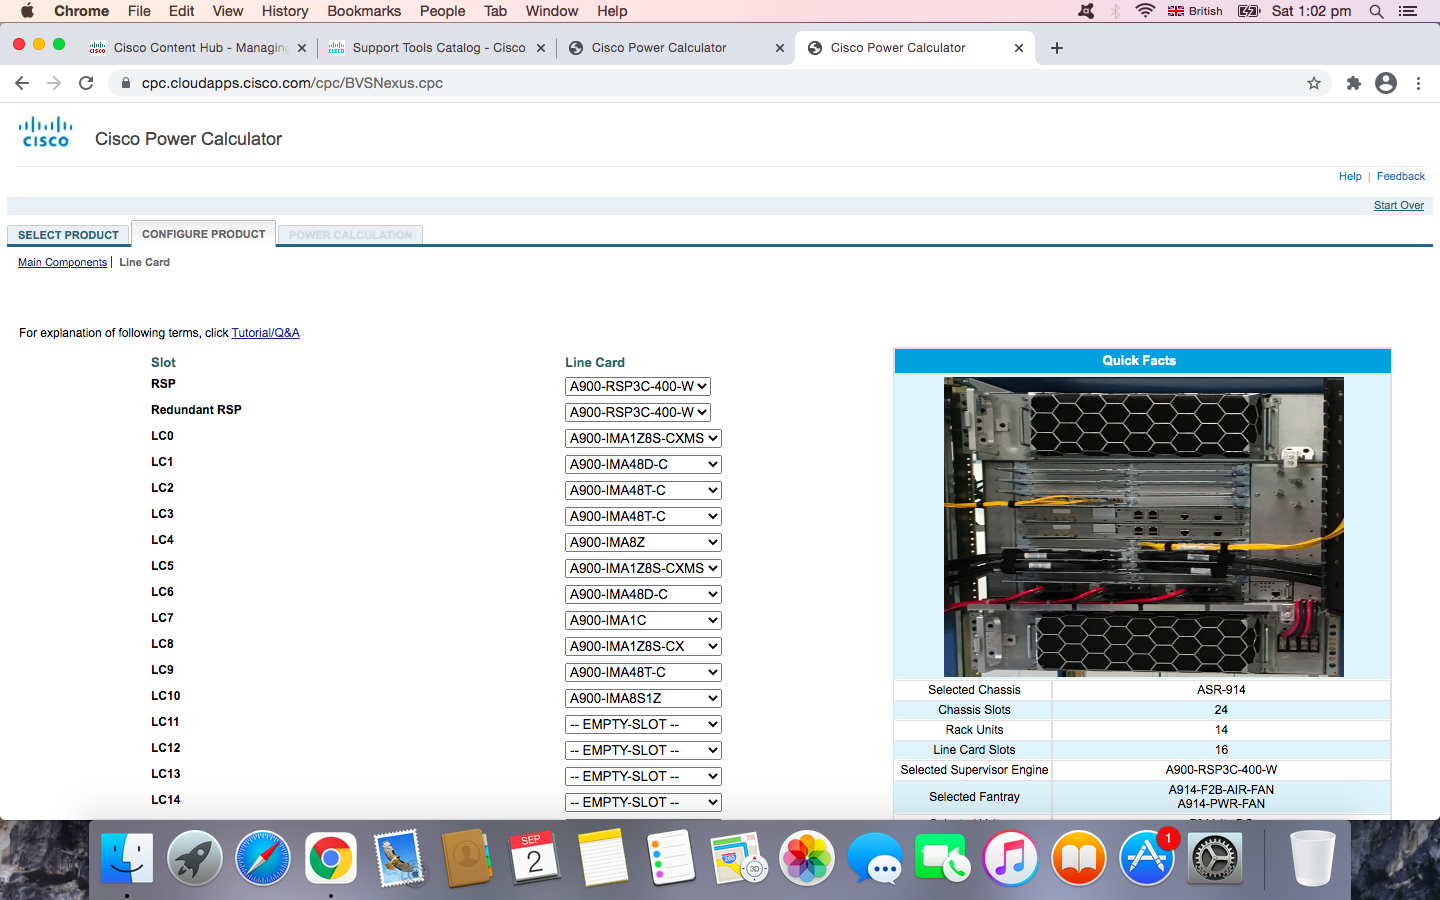 Chrome File Edit View History Bookmarks People Tab Window Help British Sat 1:02 pm
Cisco Content Hub - Managing Support Tools Catalog - Cisco Cisco Power Calculator Cisco Power Calculator
cpc.cloudapps.cisco.com/cpc/BVSNexus.cpc
CISCO Cisco Power Calculator
Help | Feedback
Start Over
SELECT PRODUCT CONFIGURE PRODUCT POWER CALCULATION
Main Components | Line Card
For explanation of following terms, click Tutorial/Q&A
Slot Line Card
RSP A900-RSP3C-400-W
Redundant RSP A900-RSP3C-400-W
LC0 A900-IMA1Z8S-CXMS
LC1 A900-IMA48D-C
LC2 A900-IMA48T-C
LC3 A900-IMA48T-C
LC4 A900-IMA8Z
LC5 A900-IMA1Z8S-CXMS
LC6 A900-IMA48D-C
LC7 A900-IMA1C
LC8 A900-IMA1Z8S-CX
LC9 A900-IMA48T-C
LC10 A900-IMA8S1Z
LC11 -- EMPTY-SLOT --
LC12 -- EMPTY-SLOT --
LC13 -- EMPTY-SLOT --
LC14 -- EMPTY-SLOT --
Quick Facts
Selected Chassis ASR-914
Chassis Slots 24
Rack Units 14
Line Card Slots 16
Selected Supervisor Engine A900-RSP3C-400-W
Selected Fantray A914-F2B-AIR-FAN
A914-PWR-FAN
SEP
2
280
3D
1